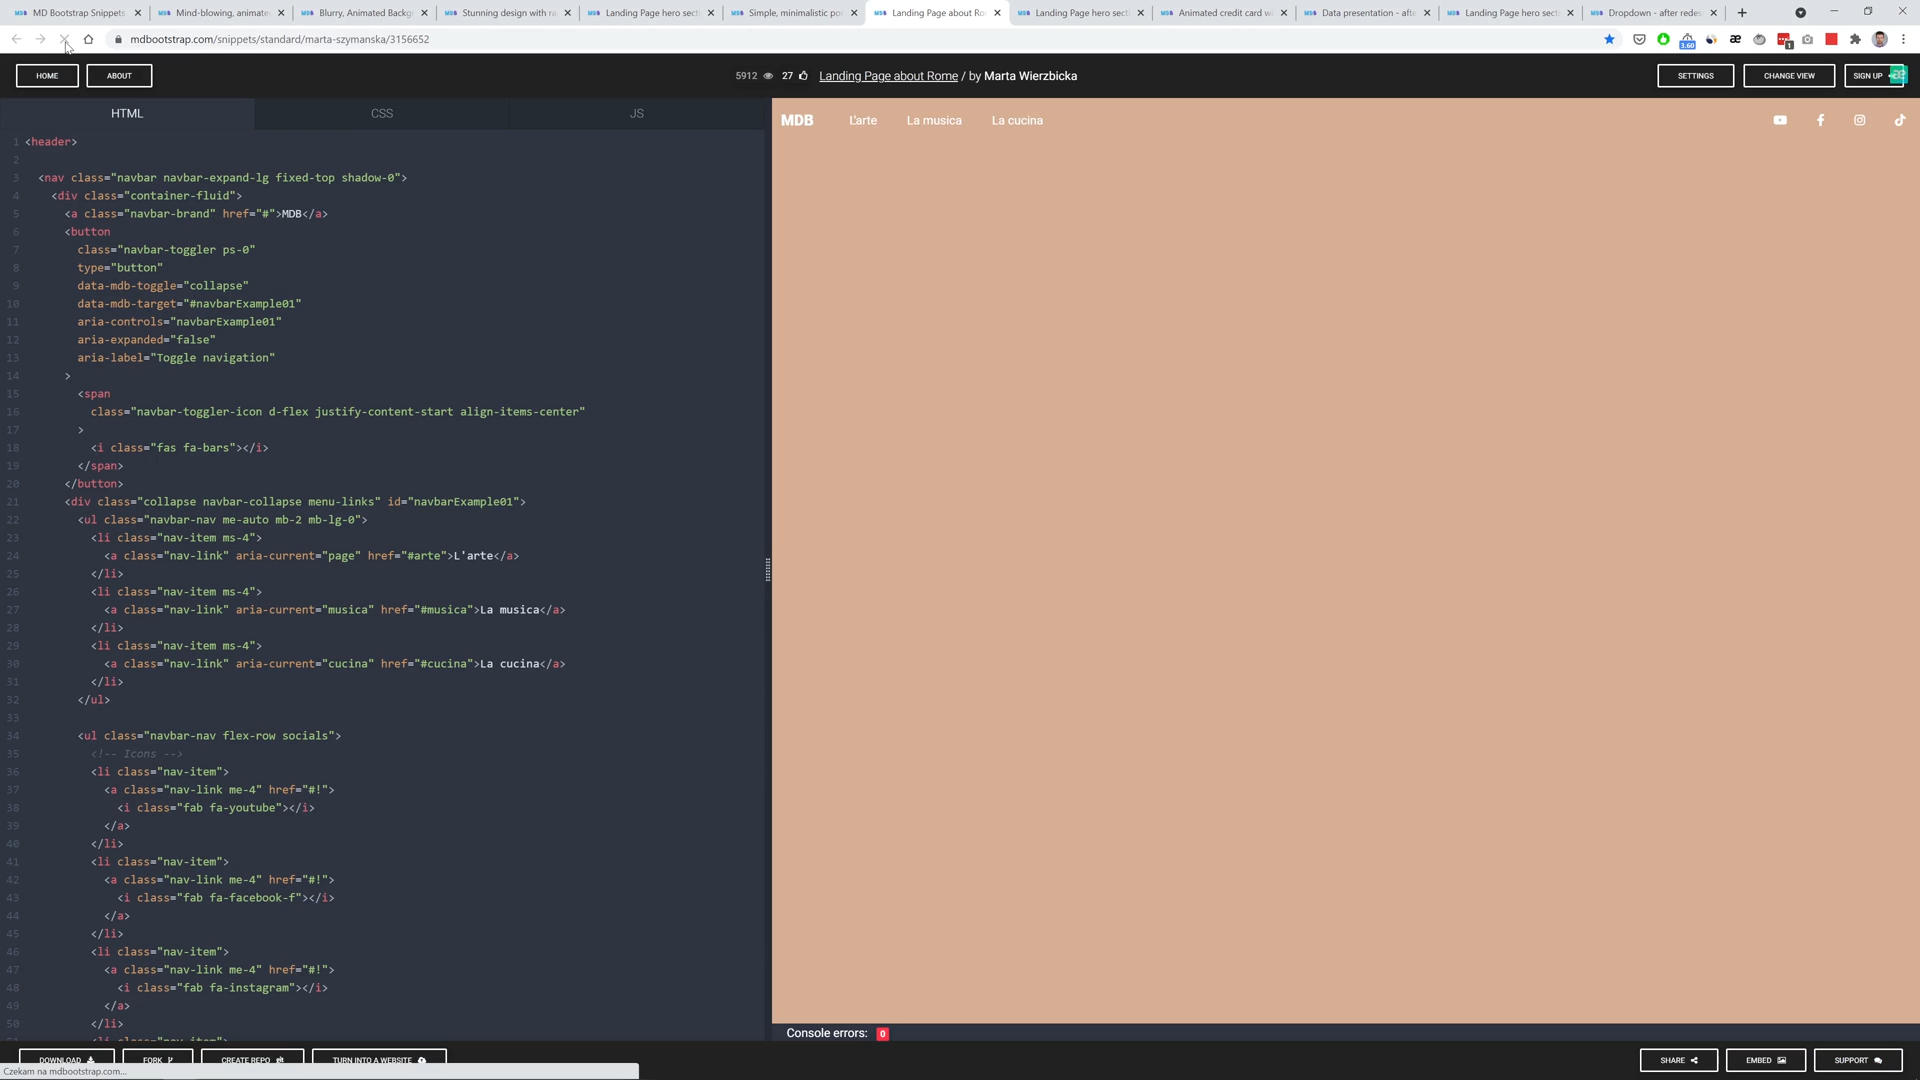 MD Bootstrap Snippets
Mind-blowing, animate
Blurry, Animated Backg
Stunning design with ra
Landing Page hero secti
Simple, minimalistic po
Landing Page about Ro
Landing Page hero secti
Animated credit card w
Data presentation - afte
Landing Page hero secti
Dropdown - after redes
mdbootstrap.com/snippets/standard/marta-szymanska/3156652
3.60
1
HOME
ABOUT
5912 27 Landing Page about Rome / by Marta Wierzbicka
SETTINGS
CHANGE VIEW
SIGN UP
HTML
CSS
JS
1 <header>
2
3 <nav class="navbar navbar-expand-lg fixed-top shadow-0">
4 <div class="container-fluid">
5 <a class="navbar-brand" href="#">MDB</a>
6 <button
7 class="navbar-toggler ps-0"
8 type="button"
9 data-mdb-toggle="collapse"
10 data-mdb-target="#navbarExample01"
11 aria-controls="navbarExample01"
12 aria-expanded="false"
13 aria-label="Toggle navigation"
14 >
15 <span
16 class="navbar-toggler-icon d-flex justify-content-start align-items-center"
17 >
18 <i class="fas fa-bars"></i>
19 </span>
20 </button>
21 <div class="collapse navbar-collapse menu-links" id="navbarExample01">
22 <ul class="navbar-nav me-auto mb-2 mb-lg-0">
23 <li class="nav-item ms-4">
24 <a class="nav-link" aria-current="page" href="#arte">L'arte</a>
25 </li>
26 <li class="nav-item ms-4">
27 <a class="nav-link" aria-current="musica" href="#musica">La musica</a>
28 </li>
29 <li class="nav-item ms-4">
30 <a class="nav-link" aria-current="cucina" href="#cucina">La cucina</a>
31 </li>
32 </ul>
33
34 <ul class="navbar-nav flex-row socials">
35 <!-- Icons -->
36 <li class="nav-item">
37 <a class="nav-link me-4" href="#!">
38 <i class="fab fa-youtube"></i>
39 </a>
40 </li>
41 <li class="nav-item">
42 <a class="nav-link me-4" href="#!">
43 <i class="fab fa-facebook-f"></i>
44 </a>
45 </li>
46 <li class="nav-item">
47 <a class="nav-link me-4" href="#!">
48 <i class="fab fa-instagram"></i>
49 </a>
50 </li>
MDB
L'arte
La musica
La cucina
Console errors: 0
DOWNLOAD
FORK
CREATE REPO
TURN INTO A WEBSITE
SHARE
EMBED
SUPPORT
Czekam na mdbootstrap.com...